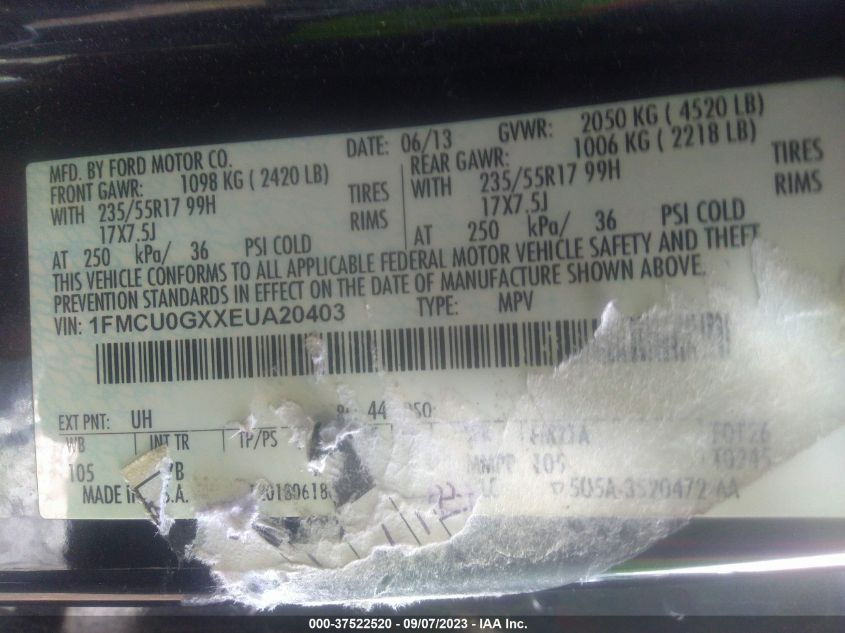 MFD. BY FORD MOTOR CO. DATE: 06/13 GVWR: 2050 KG ( 4520 LB)
FRONT GAWR: 1098 KG ( 2420 LB) REAR GAWR: 1006 KG ( 2218 LB)
WITH 235/55R17 99H TIRES WITH 235/55R17 99H TIRES
17X7.5J RIMS 17X7.5J RIMS
AT 250 kPa/ 36 PSI COLD AT 250 kPa/ 36 PSI COLD
THIS VEHICLE CONFORMS TO ALL APPLICABLE FEDERAL MOTOR VEHICLE SAFETY AND THEFT
PREVENTION STANDARDS IN EFFECT ON THE DATE OF MANUFACTURE SHOWN ABOVE.
VIN: 1FMCU0GXXEUA20403 TYPE: MPV
EXT PNT: UH 44
WB INT TR TP/PS
105
MMPP 105
MADE
000-37522520 - 09/07/2023 - IAA Inc.